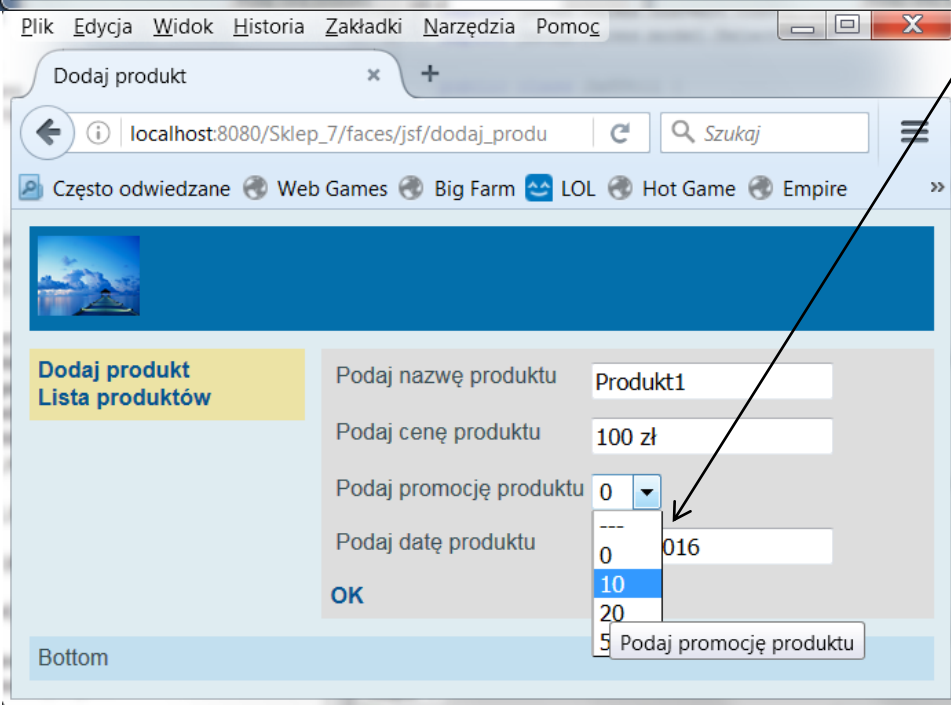 Plik Edycja Widok Historia Zakładki Narzędzia Pomoc
Dodaj produkt
localhost:8080/Sklep_7/faces/jsf/dodaj_produ
Szukaj
Często odwiedzane Web Games Big Farm LOL Hot Game Empire
Dodaj produkt
Lista produktów
Podaj nazwę produktu Produkt1
Podaj cenę produktu 100 zł
Podaj promocję produktu 0
---
0
10
20
5
Podaj datę produktu 016
OK
Podaj promocję produktu
Bottom